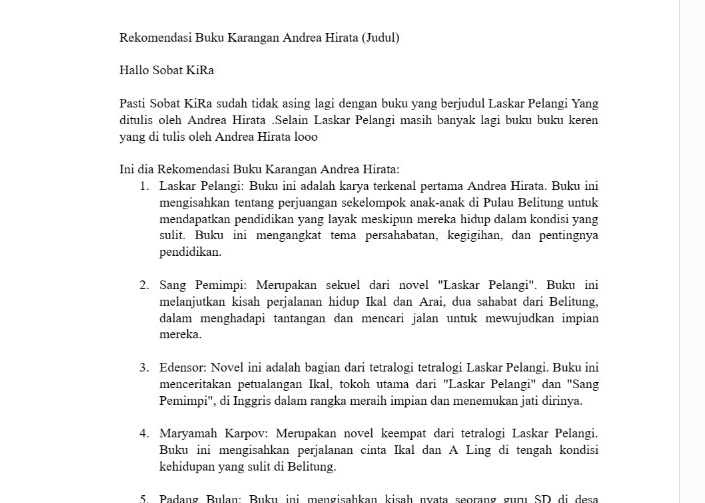 Rekomendasi Buku Karangan Andrea Hirata (Judul)
Hallo Sobat KiRa
Pasti Sobat KiRa sudah tidak asing lagi dengan buku yang berjudul Laskar Pelangi Yang
ditulis oleh Andrea Hirata .Selain Laskar Pelangi masih banyak lagi buku buku keren
yang di tulis oleh Andrea Hirata looo
Ini dia Rekomendasi Buku Karangan Andrea Hirata:
1. Laskar Pelangi: Buku ini adalah karya terkenal pertama Andrea Hirata. Buku ini
mengisahkan tentang perjuangan sekelompok anak-anak di Pulau Belitung untuk
mendapatkan pendidikan yang layak meskipun mereka hidup dalam kondisi yang
sulit. Buku ini mengangkat tema persahabatan, kegigihan, dan pentingnya
pendidikan.
2. Sang Pemimpi: Merupakan sekuel dari novel "Laskar Pelangi". Buku ini
melanjutkan kisah perjalanan hidup Ikal dan Arai, dua sahabat dari Belitung,
dalam menghadapi tantangan dan mencari jalan untuk mewujudkan impian
mereka.
3. Edensor: Novel ini adalah bagian dari tetralogi tetralogi Laskar Pelangi. Buku ini
menceritakan petualangan Ikal, tokoh utama dari "Laskar Pelangi" dan "Sang
Pemimpi", di Inggris dalam rangka meraih impian dan menemukan jati dirinya.
4. Maryamah Karpov: Merupakan novel keempat dari tetralogi Laskar Pelangi.
Buku ini mengisahkan perjalanan cinta Ikal dan A Ling di tengah kondisi
kehidupan yang sulit di Belitung.
5. Padang Bulan: Buku ini mengisahkan kisah nyata seorang guru SD di desa